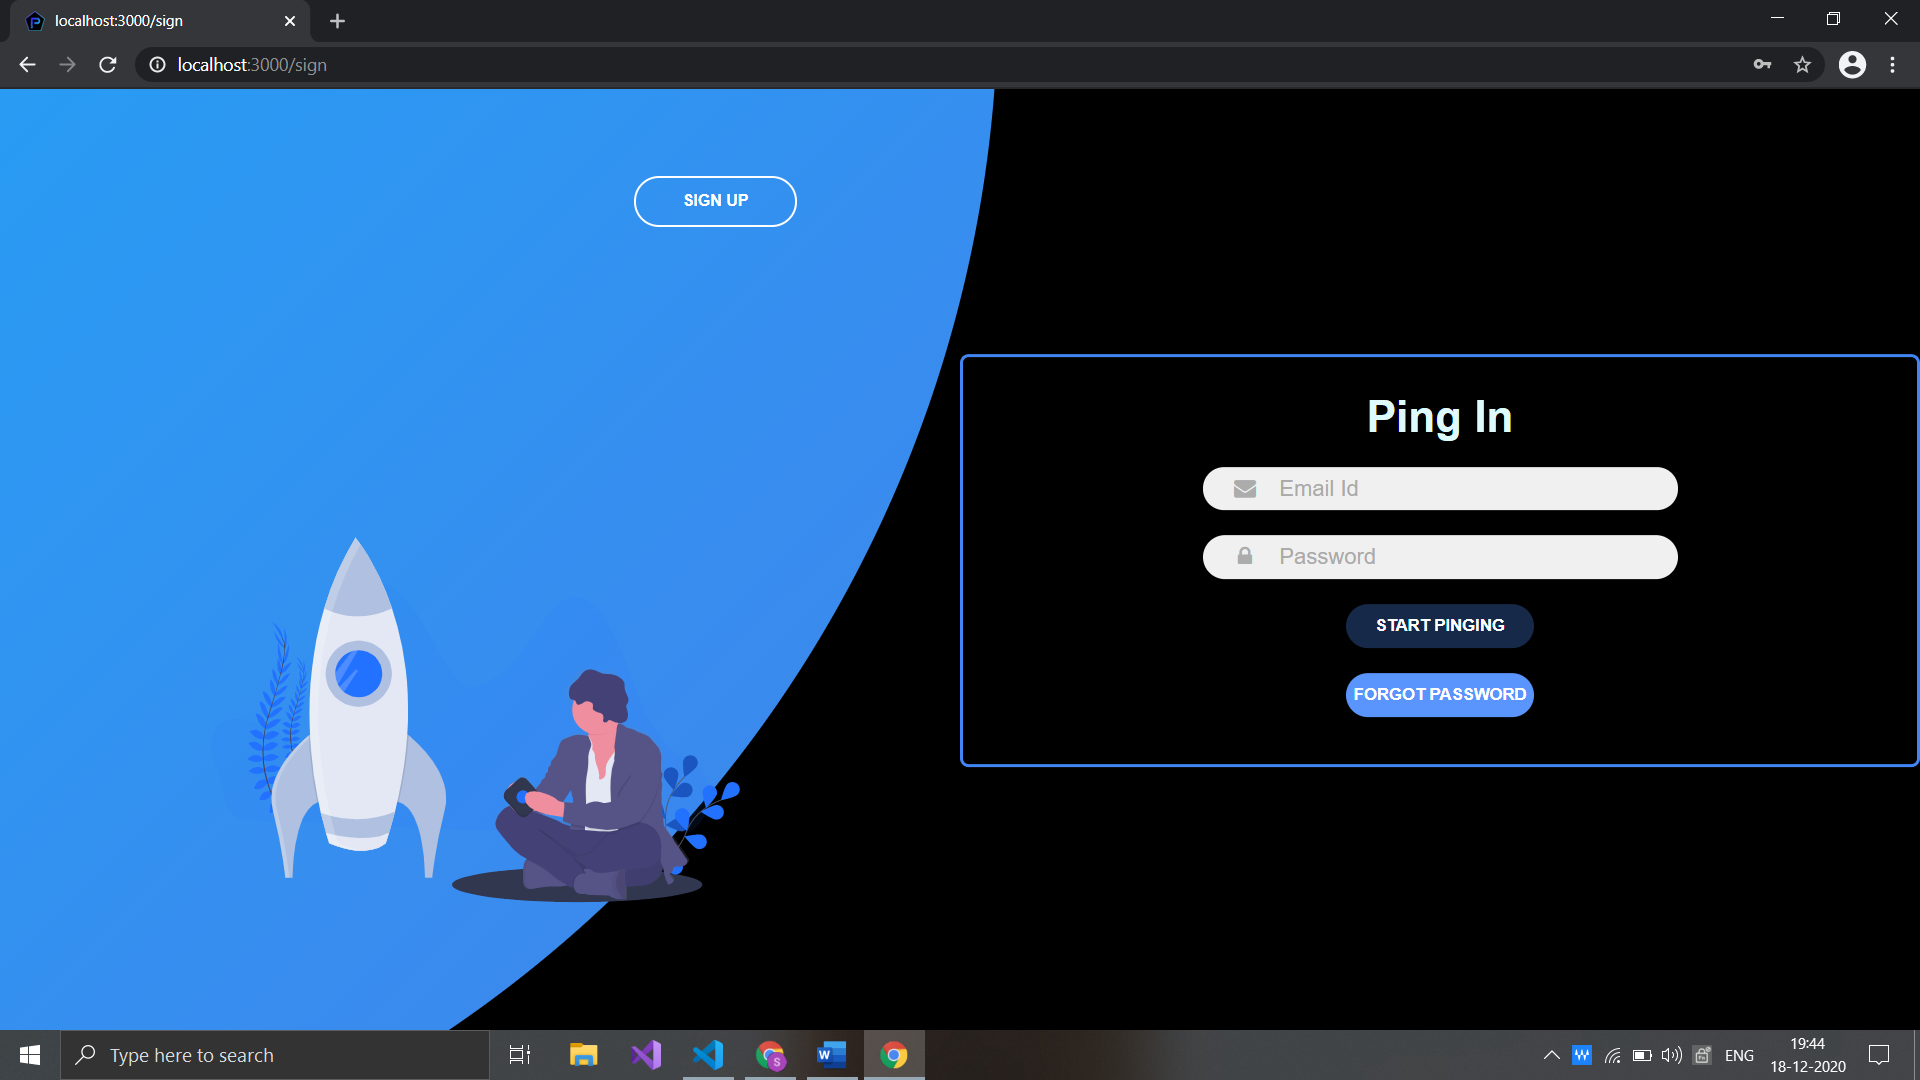 localhost:3000/sign
localhost:3000/sign
SIGN UP
Ping In
Email Id
Password
START PINGING
FORGOT PASSWORD
Type here to search
S
W
W
ENG
19:44
18-12-2020